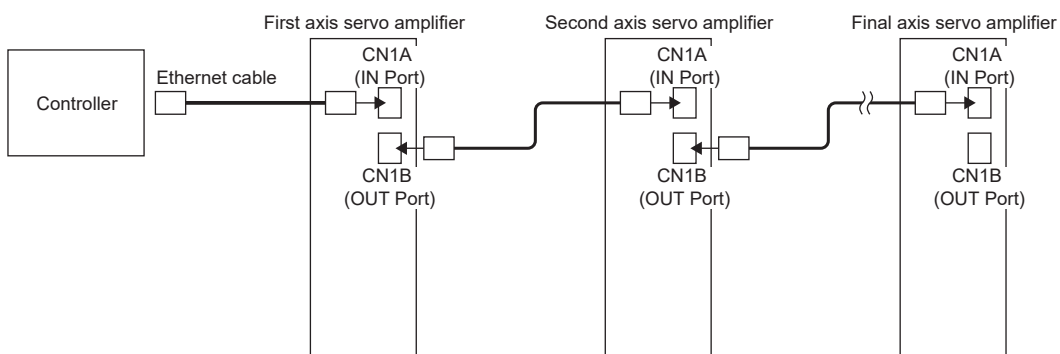 First axis servo amplifier
Second axis servo amplifier
Final axis servo amplifier
Controller
Ethernet cable
CN1A
(IN Port)
CN1B
(OUT Port)
CN1A
(IN Port)
CN1B
(OUT Port)
CN1A
(IN Port)
CN1B
(OUT Port)